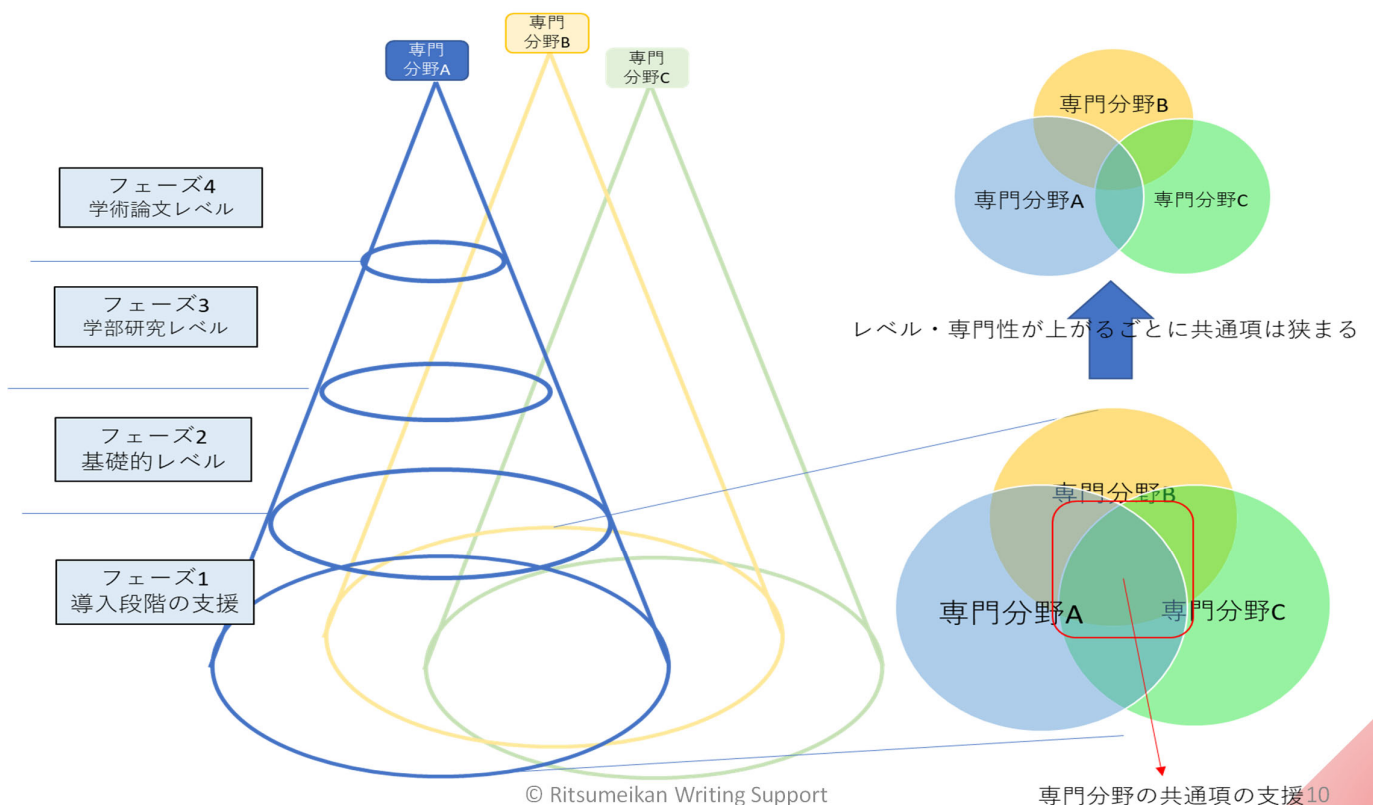 専門
分野A
専門
分野B
専門
分野C
フェーズ4
学術論文レベル
フェーズ3
学部研究レベル
フェーズ2
基礎的レベル
フェーズ1
導入段階の支援
専門分野B
専門分野A
専門分野C
レベル・専門性が上がるごとに共通項は狭まる
専門分野B
専門分野A
専門分野C
専門分野の共通項の支援
© Ritsumeikan Writing Support
10